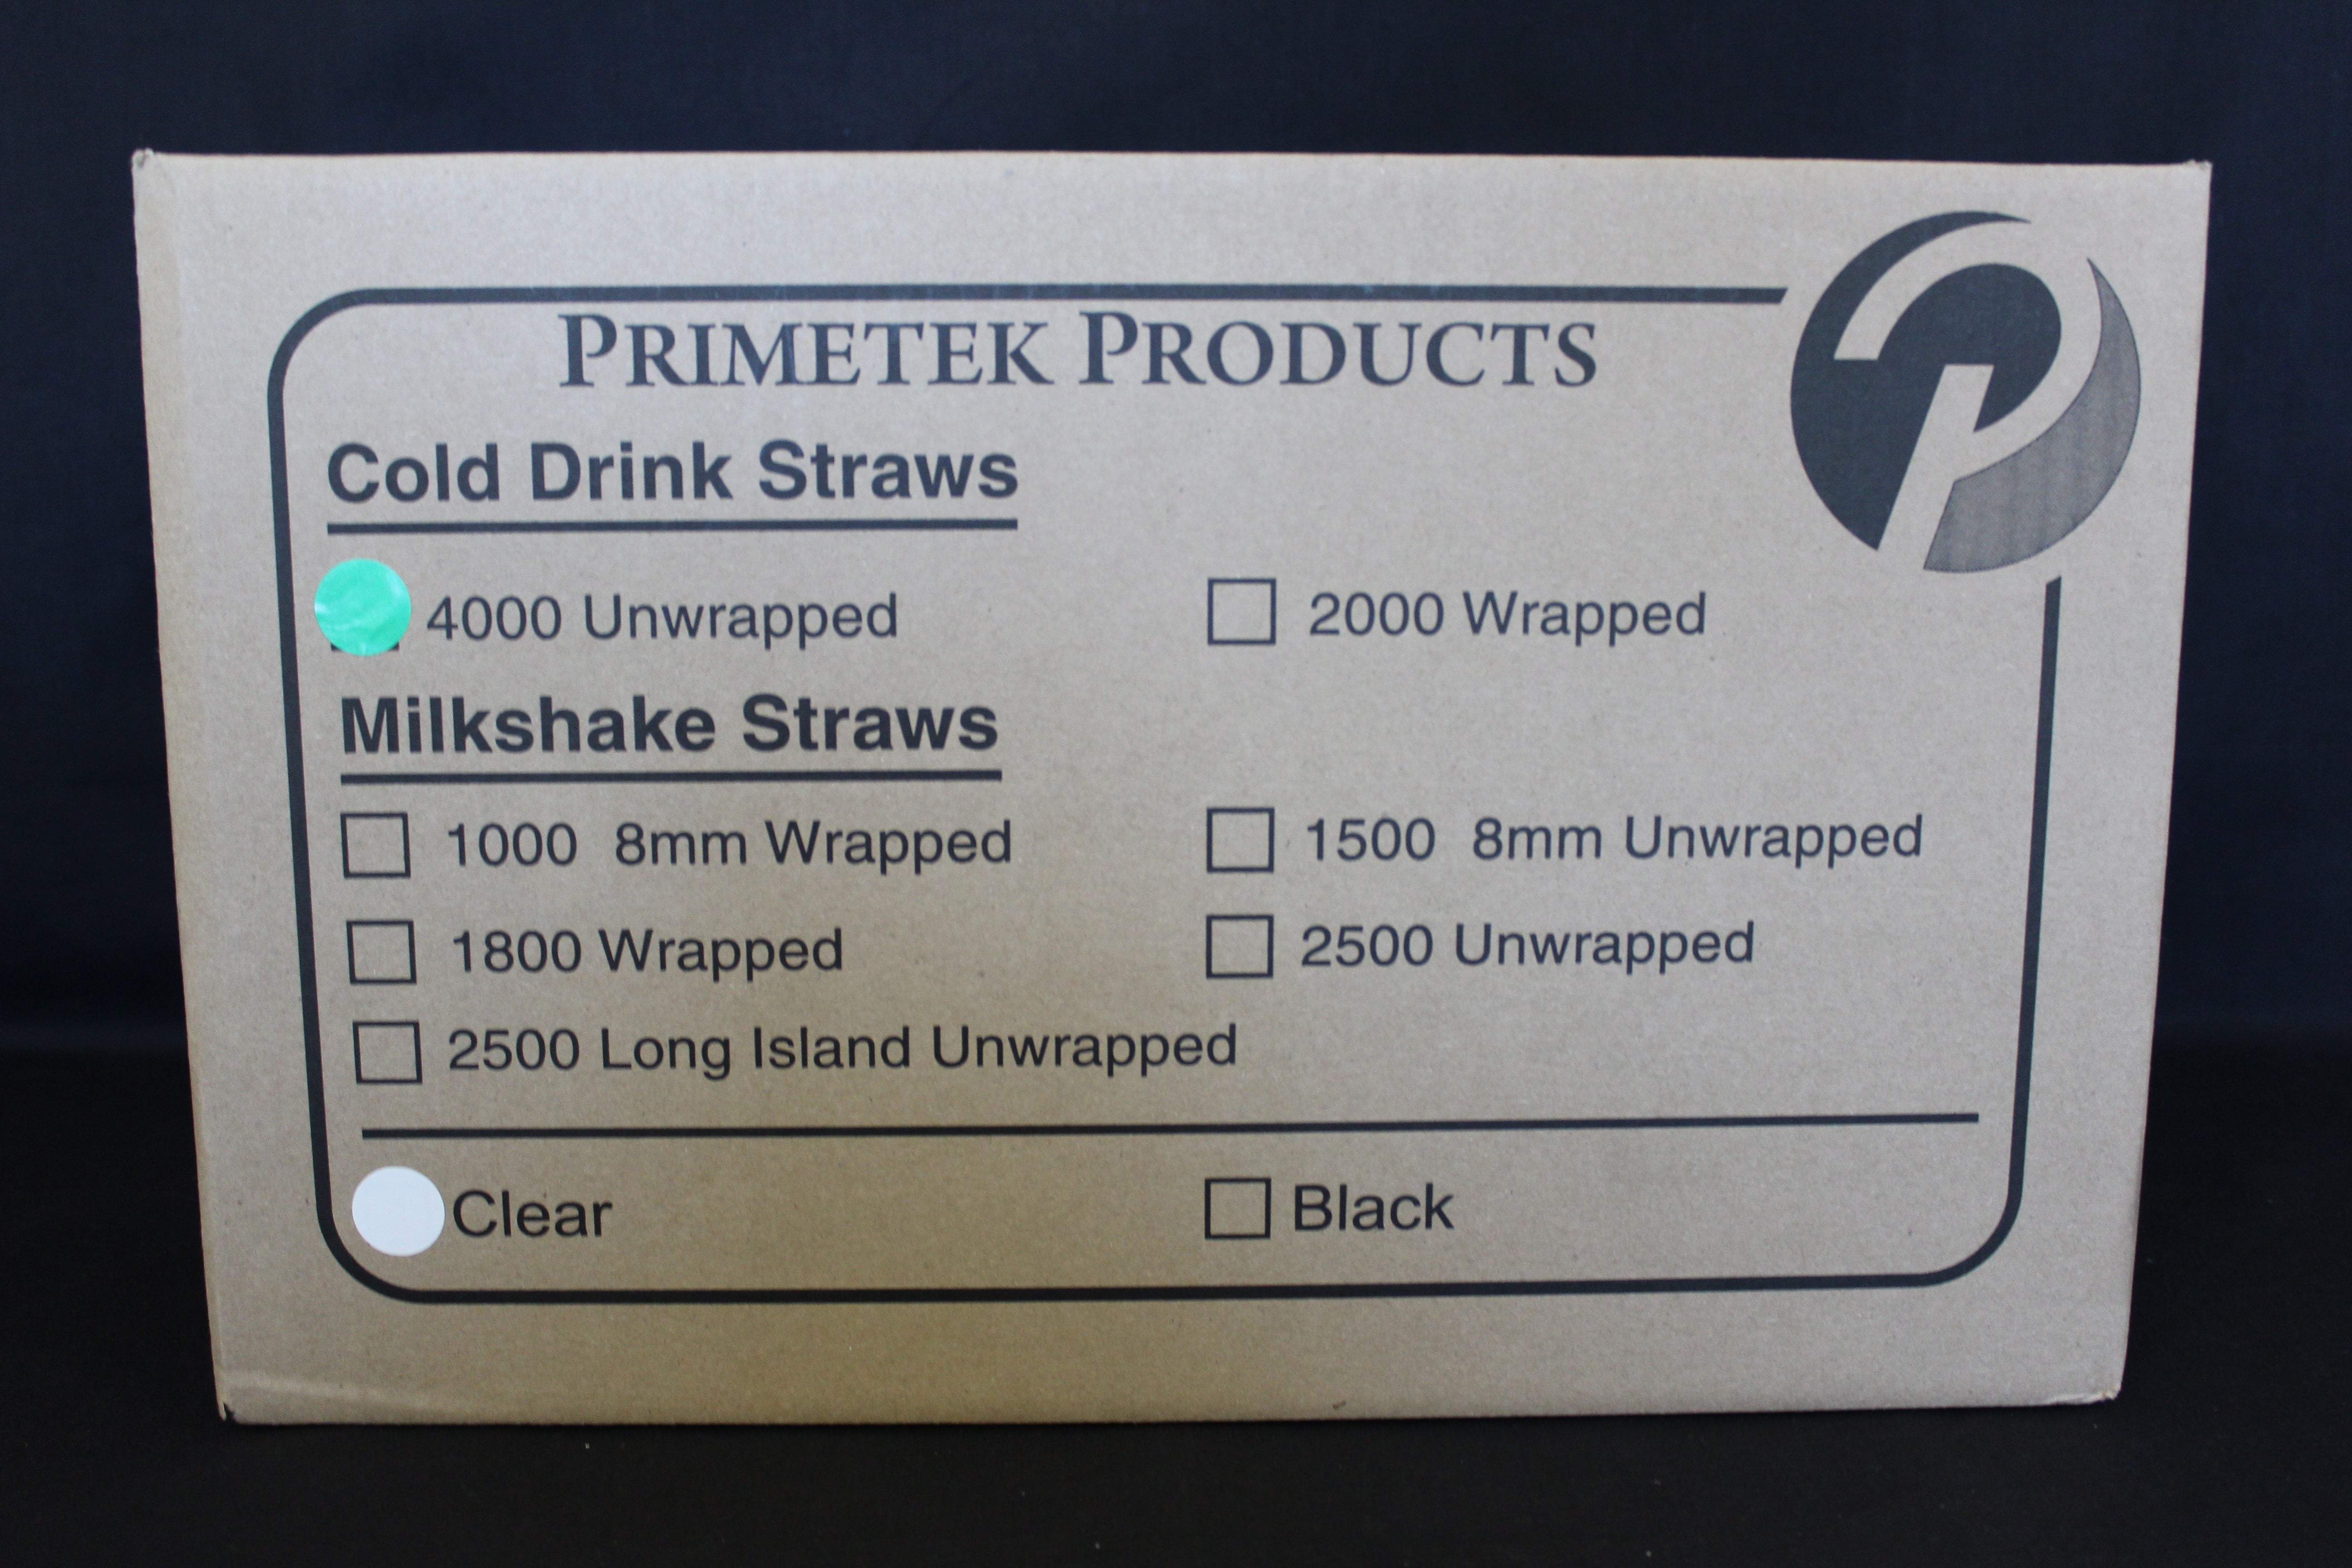 PRIMETEK PRODUCTS
Cold Drink Straws
4000 Unwrapped
2000 Wrapped
Milkshake Straws
1000 8mm Wrapped
1500 8mm Unwrapped
1800 Wrapped
2500 Unwrapped
2500 Long Island Unwrapped
Clear
Black